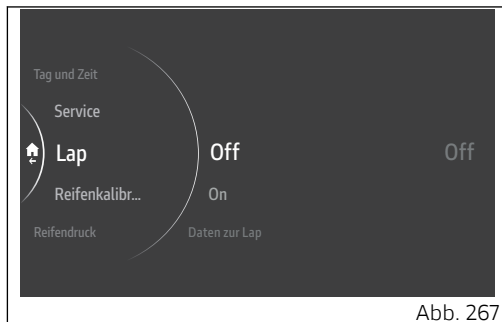 Tag und Zeit
Service
Lap
Off
Off
Reifenkalibr...
On
Reifendruck
Daten zur Lap
Abb. 267